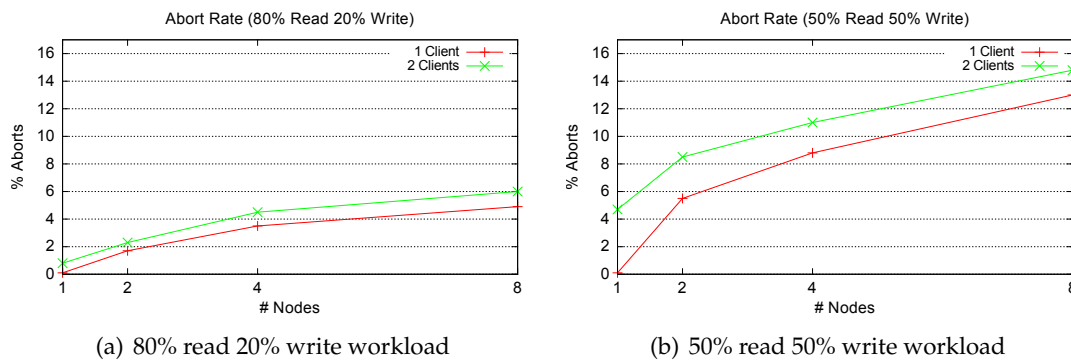 Abort Rate (80% Read 20% Write)
16
14
12
10
8
6
4
2
0
% Aborts
1 Client
2 Clients
1 2 4 8
# Nodes
(a) 80% read 20% write workload
Abort Rate (50% Read 50% Write)
16
14
12
10
8
6
4
2
0
% Aborts
1 Client
2 Clients
1 2 4 8
# Nodes
(b) 50% read 50% write workload